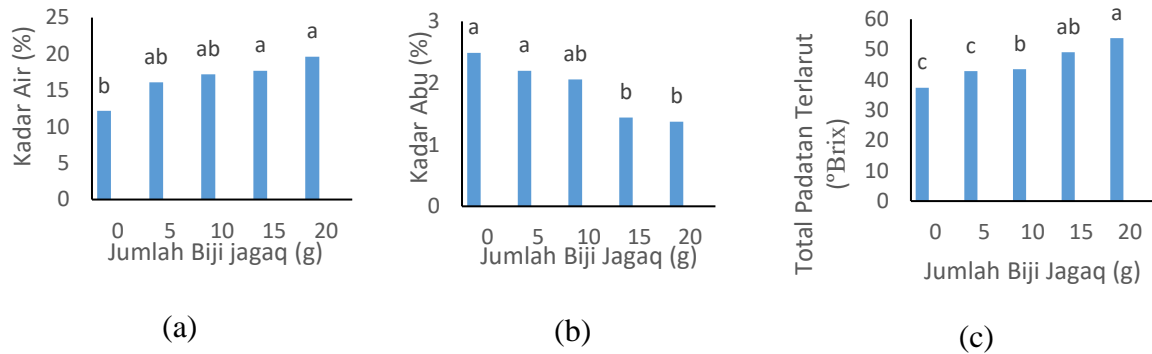 Kadar Air (%)
25
20
15
10
5
0
b
ab
ab
a
a
0 5 10 15 20
Jumlah Biji jagaq (g)
(a)
Kadar Abu (%)
3
2
1
0
a
a
ab
b
b
0 5 10 15 20
Jumlah Biji Jagaq (g)
(b)
Total Padatan Terlarut
(ºBrix)
60
50
40
30
20
10
0
c
c
b
ab
a
0 5 10 15 20
Jumlah Biji Jagaq (g)
(c)